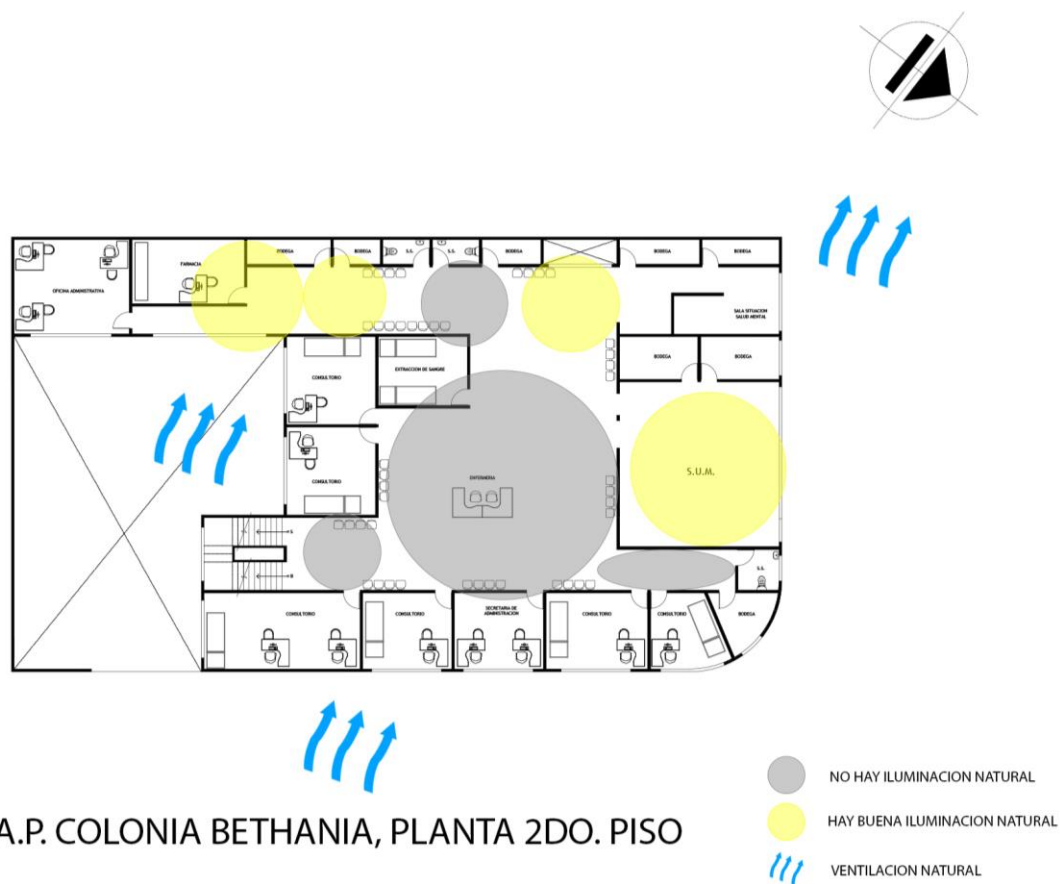 BODEGA
BODEGA
S.S.
S.S.
BODEGA
BODEGA
BODEGA
FARMACIA
OFICINA ADMINISTRATIVA
SALA SITUACION
SALUD MENTAL
BODEGA
BODEGA
EXTRACCION DE SANGRE
CONSULTORIO
CONSULTORIO
ENFERMERIA
S.U.M.
S.
B
S.S.
CONSULTORIO
CONSULTORIO
SECRETARIA DE
ADMINISTRACION
CONSULTORIO
CONSULTORIO
BODEGA
A.P. COLONIA BETHANIA, PLANTA 2DO. PISO
NO HAY ILUMINACION NATURAL
HAY BUENA ILUMINACION NATURAL
VENTILACION NATURAL